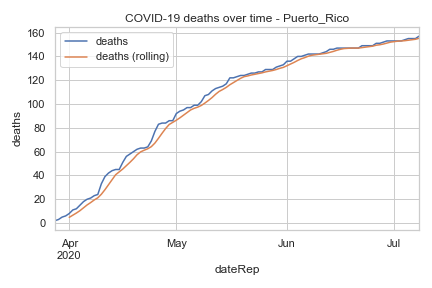 COVID-19 deaths over time - Puerto_Rico
deaths
deaths (rolling)
160
140
120
100
80
60
40
20
0
deaths
Apr
2020
May
Jun
Jul
dateRep